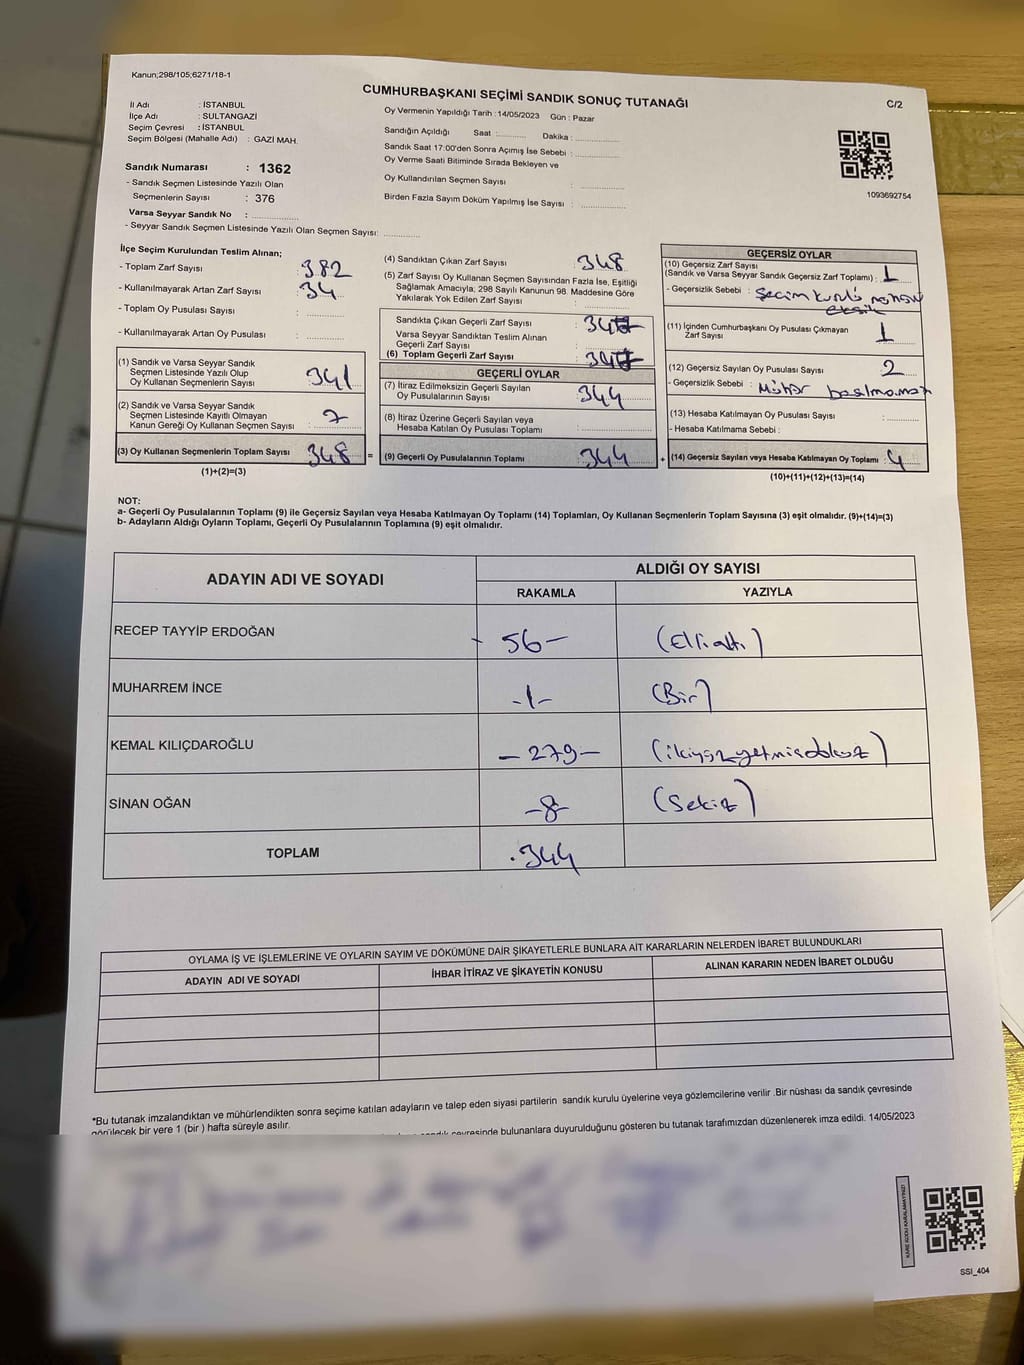 Kanun;298/105;6271/18-1
CUMHURBAŞKANI SEÇİMİ SANDIK SONUÇ TUTANAĞI
C/2
İl Adı : İSTANBUL
İlçe Adı : SULTANGAZİ
Seçim Çevresi : İSTANBUL
Seçim Bölgesi (Mahalle Adı) : GAZİ MAH.
Sandık Numarası : 1362
- Sandık Seçmen Listesinde Yazılı Olan
Seçmenlerin Sayısı : 376
Varsa Seyyar Sandık No : ..............
- Seyyar Sandık Seçmen Listesinde Yazılı Olan Seçmen Sayısı: ..............
Oy Vermenin Yapıldığı Tarih : 14/05/2023 Gün : Pazar
Sandığın Açıldığı Saat :.......... Dakika :..............
Sandık Saat 17:00'den Sonra Açımış İse Sebebi : ..............
Oy Verme Saati Bitiminde Sırada Bekleyen ve
Oy Kullandırılan Seçmen Sayısı : ..............
Birden Fazla Sayım Döküm Yapılmış İse Sayısı : ..............
1093692754
İlçe Seçim Kurulundan Teslim Alınan;
- Toplam Zarf Sayısı : 382
- Kullanılmayarak Artan Zarf Sayısı : 34
- Toplam Oy Pusulası Sayısı : ..............
- Kullanılmayarak Artan Oy Pusulası : ..............
(1) Sandık ve Varsa Seyyar Sandık
Seçmen Listesinde Yazılı Olup
Oy Kullanan Seçmenlerin Sayısı : 341
(2) Sandık ve Varsa Seyyar Sandık
Seçmen Listesinde Kayıtlı Olmayan
Kanun Gereği Oy Kullanan Seçmen Sayısı : 7
(3) Oy Kullanan Seçmenlerin Toplam Sayısı 348 =
(1)+(2)=(3)
(4) Sandıktan Çıkan Zarf Sayısı : 348
(5) Zarf Sayısı Oy Kullanan Seçmen Sayısından Fazla İse, Eşitliği
Sağlamak Amacıyla; 298 Sayılı Kanunun 98. Maddesine Göre
Yakılarak Yok Edilen Zarf Sayısı : ..............
Sandıkta Çıkan Geçerli Zarf Sayısı : 347
Varsa Seyyar Sandıktan Teslim Alınan
Geçerli Zarf Sayısı :
(6) Toplam Geçerli Zarf Sayısı : 347
GEÇERLİ OYLAR
(7) İtiraz Edilmeksizin Geçerli Sayılan
Oy Pusulalarının Sayısı : 344
(8) İtiraz Üzerine Geçerli Sayılan veya
Hesaba Katılan Oy Pusulası Toplamı : ..............
(9) Geçerli Oy Pusulalarının Toplamı : 344 +
GEÇERSİZ OYLAR
(10) Geçersiz Zarf Sayısı
(Sandık ve Varsa Seyyar Sandık Geçersiz Zarf Toplamı) : 1
- Geçersizlik Sebebi : Seçim kurulu
eksik
(11) İçinden Cumhurbaşkanı Oy Pusulası Çıkmayan
Zarf Sayısı : 1
(12) Geçersiz Sayılan Oy Pusulası Sayısı : 2
- Geçersizlik Sebebi : Mühür
(13) Hesaba Katılmayan Oy Pusulası Sayısı : ..............
- Hesaba Katılmama Sebebi :
(14) Geçersiz Sayılan veya Hesaba Katılmayan Oy Toplamı : 4
(10)+(11)+(12)+(13)=(14)
NOT:
a- Geçerli Oy Pusulalarının Toplamı (9) ile Geçersiz Sayılan veya Hesaba Katılmayan Oy Toplamı (14) Toplamları, Oy Kullanan Seçmenlerin Toplam Sayısına (3) eşit olmalıdır. (9)+(14)=(3)
b- Adayların Aldığı Oyların Toplamı, Geçerli Oy Pusulalarının Toplamına (9) eşit olmalıdır.
ADAYIN ADI VE SOYADI ALDIĞI OY SAYISI
RAKAMLA YAZIYLA
RECEP TAYYİP ERDOĞAN - 56 - (Elli altı)
MUHARREM İNCE -1- (Bir)
KEMAL KILIÇDAROĞLU - 279 - (ikiyüzyetmişdokuz)
SİNAN OĞAN -8- (Sekiz)
TOPLAM .344
OYLAMA İŞ VE İŞLEMLERİNE VE OYLARIN SAYIM VE DÖKÜMÜNE DAİR ŞİKAYETLERLE BUNLARA AİT KARARLARIN NELERDEN İBARET BULUNDUKLARI
ADAYIN ADI VE SOYADI İHBAR İTİRAZ VE ŞİKAYETİN KONUSU ALINAN KARARIN NEDEN İBARET OLDUĞU
*Bu tutanak imzalandıktan ve mühürlendikten sonra seçime katılan adayların ve talep eden siyasi partilerin sandık kurulu üyelerine veya gözlemcilerine verilir .Bir nüshası da sandık çevresinde
görülecek bir yere 1 (bir ) hafta süreyle asılır.
çevresinde bulunanlara duyurulduğunu gösteren bu tutanak tarafımızdan düzenlenerek imza edildi. 14/05/2023
KARE KODU KARALAMAYINIZ!
SSI_404